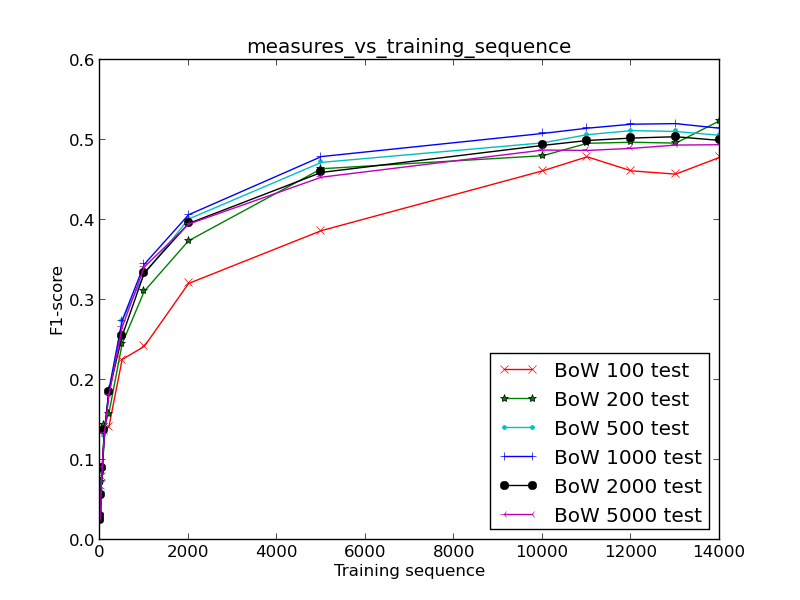 measures_vs_training_sequence
0.6
0.5
0.4
0.3
0.2
0.1
0.0
F1-score
BoW 100 test
BoW 200 test
BoW 500 test
BoW 1000 test
BoW 2000 test
BoW 5000 test
0 2000 4000 6000 8000 10000 12000 14000
Training sequence